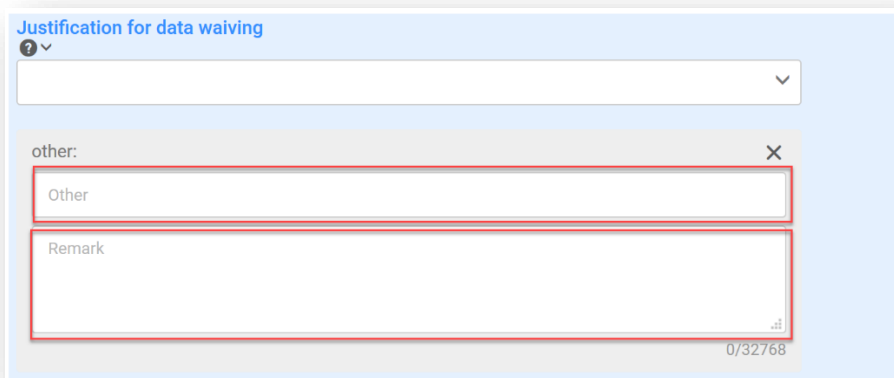 Justification for data waiving
?
other:
Other
Remark
0/32768